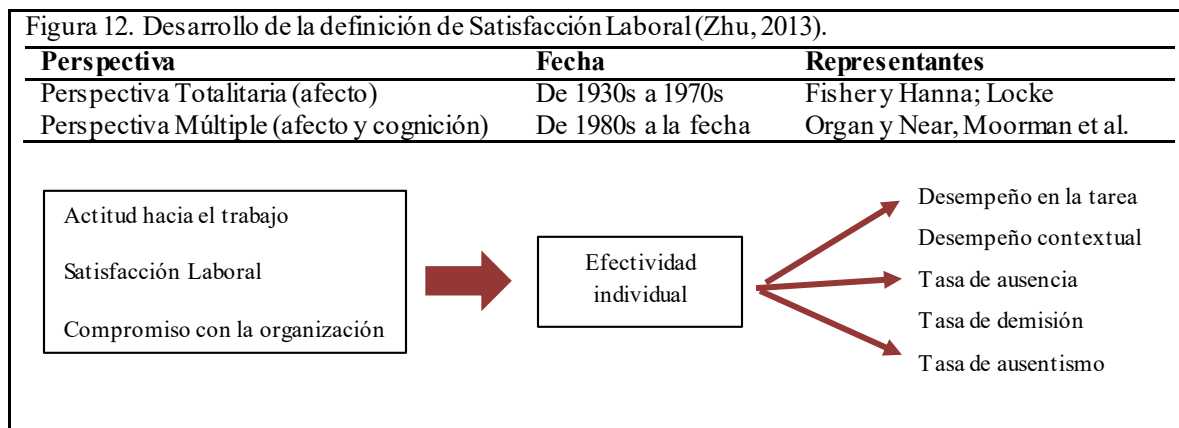 Figura 12. Desarrollo de la definición de Satisfacción Laboral (Zhu, 2013).
Perspectiva Fecha Representantes
Perspectiva Totalitaria (afecto) De 1930s a 1970s Fisher y Hanna; Locke
Perspectiva Múltiple (afecto y cognición) De 1980s a la fecha Organ y Near, Moorman et al.
Actitud hacia el trabajo
Satisfacción Laboral
Compromiso con la organización
Efectividad
individual
Desempeño en la tarea
Desempeño contextual
Tasa de ausencia
Tasa de demisión
Tasa de ausentismo